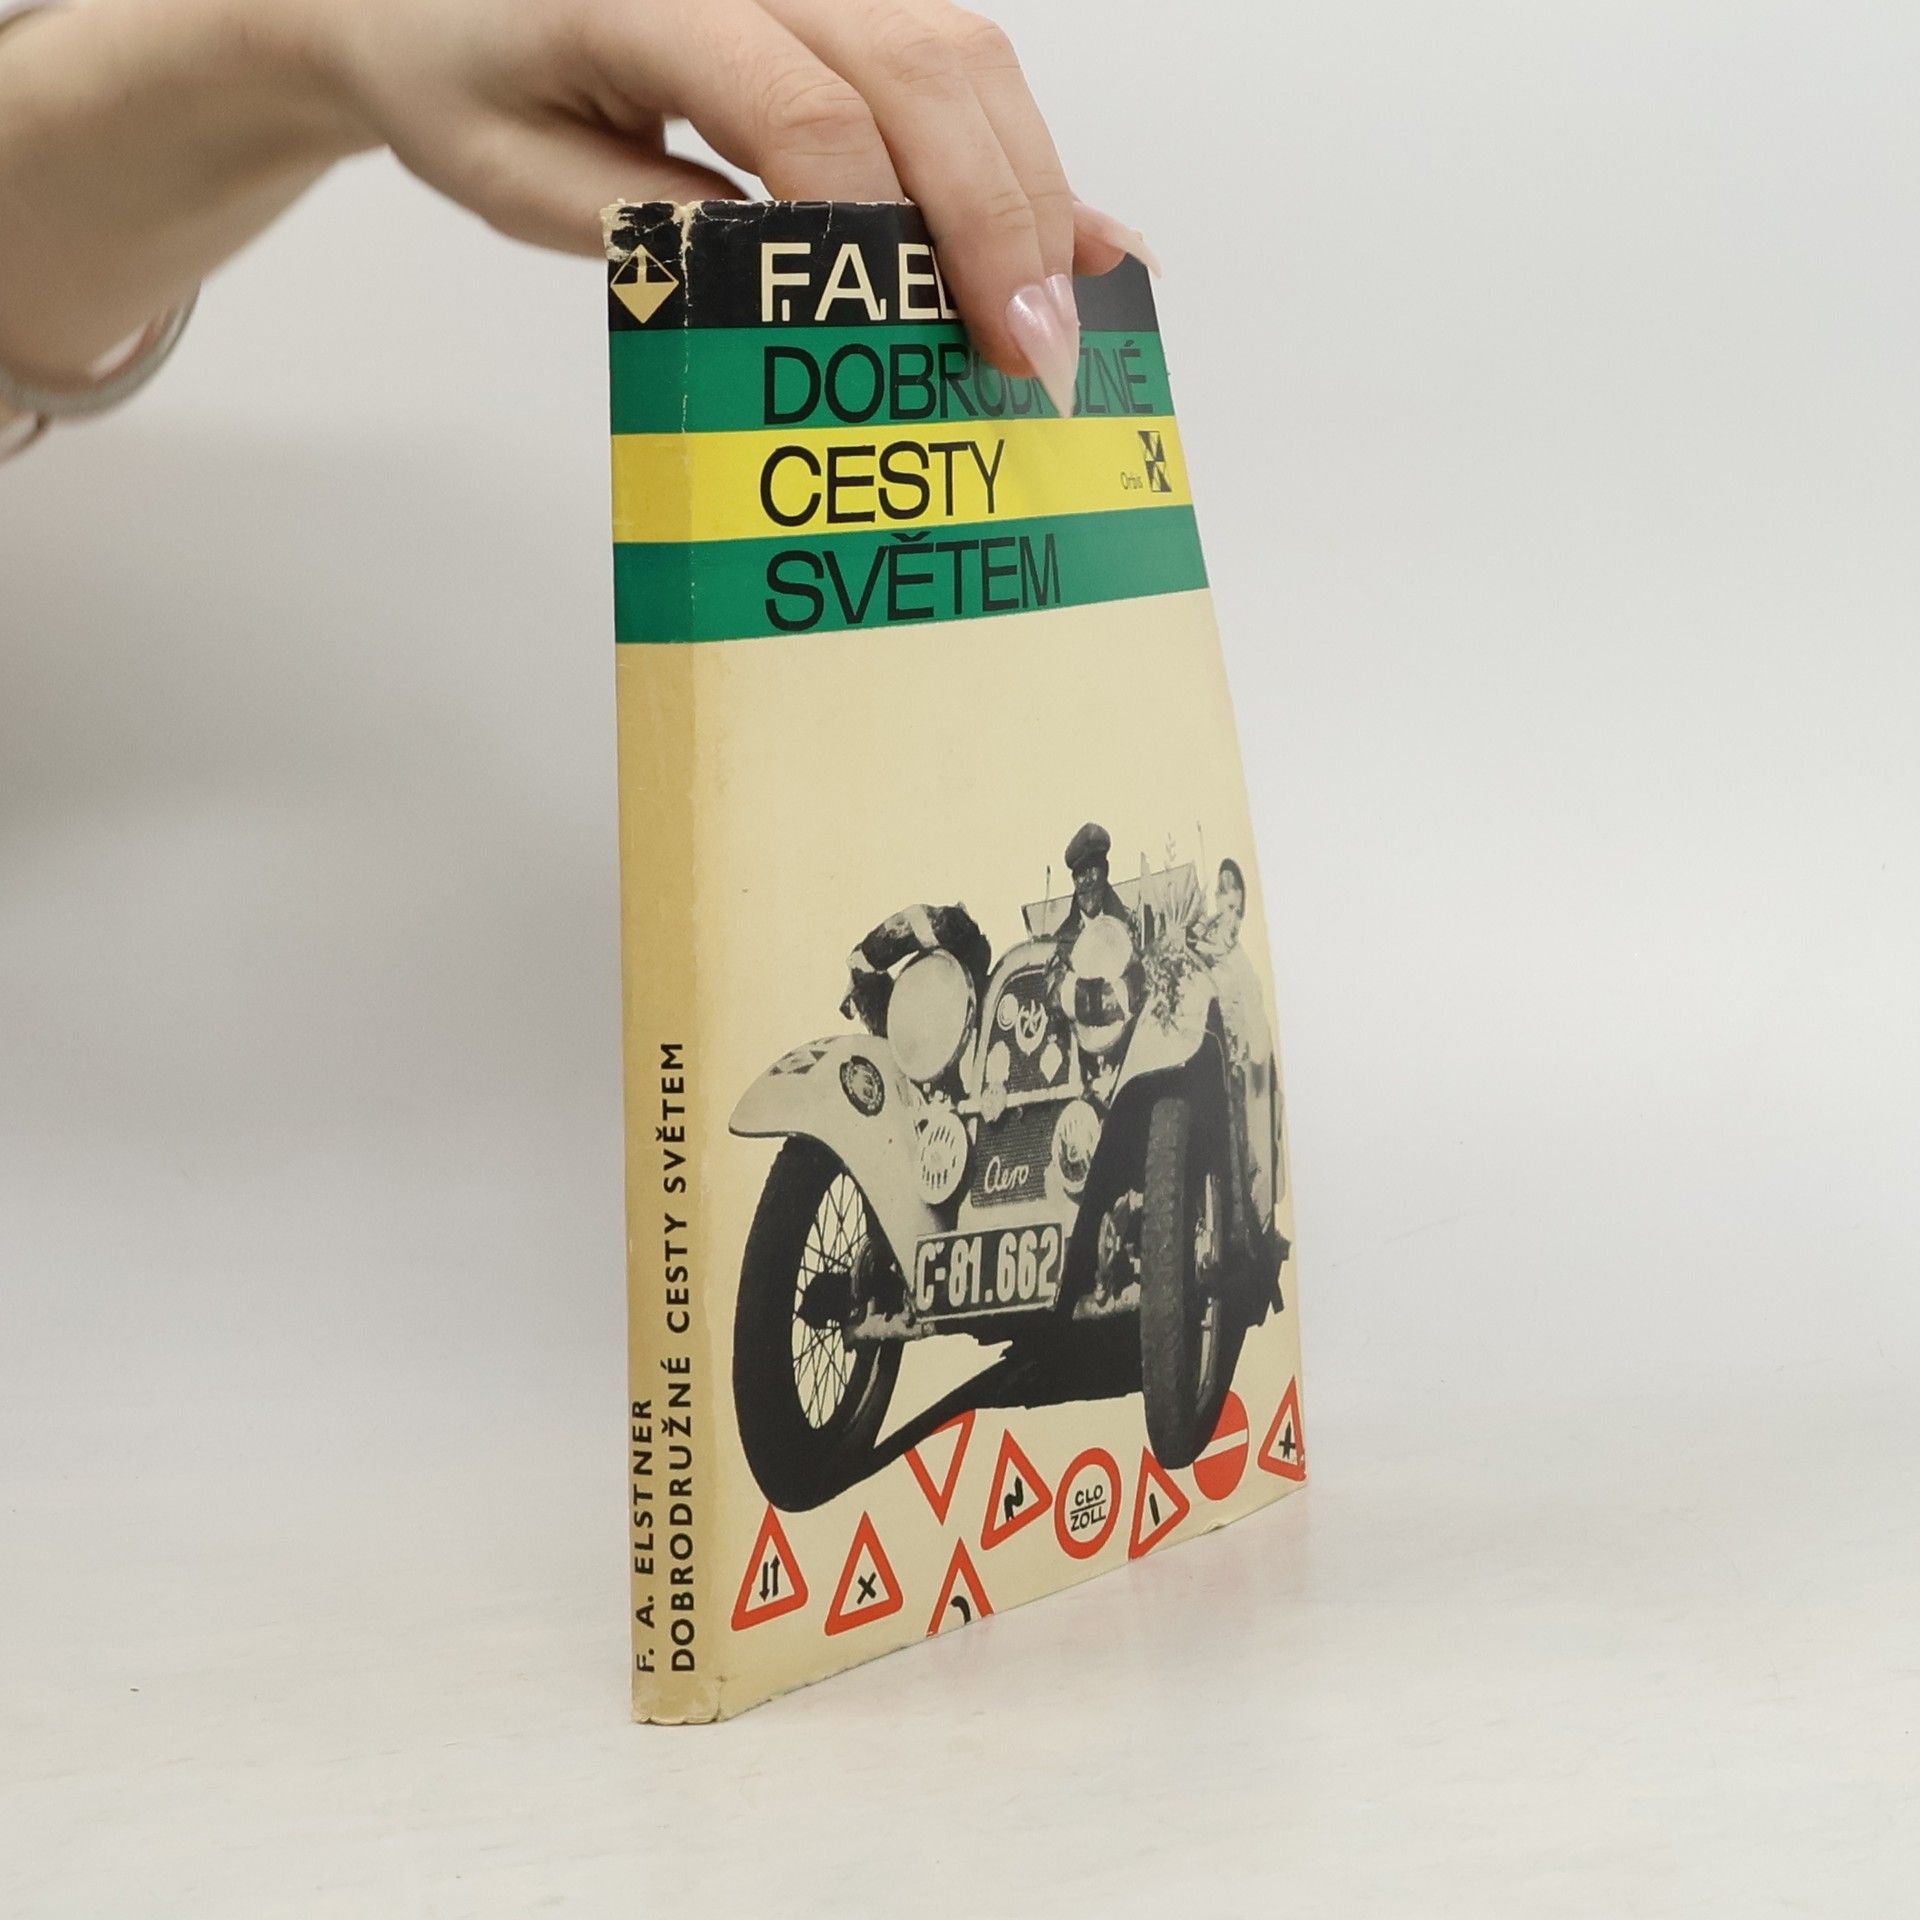 F. A. EL
DOBRODRUŽNÉ
CESTY
Orbis
SVĚTEM
Aero
Č-81.662
CLO
ZOLL
F. A. ELSTNER
DOBRODRUŽNÉ CESTY SVĚTEM